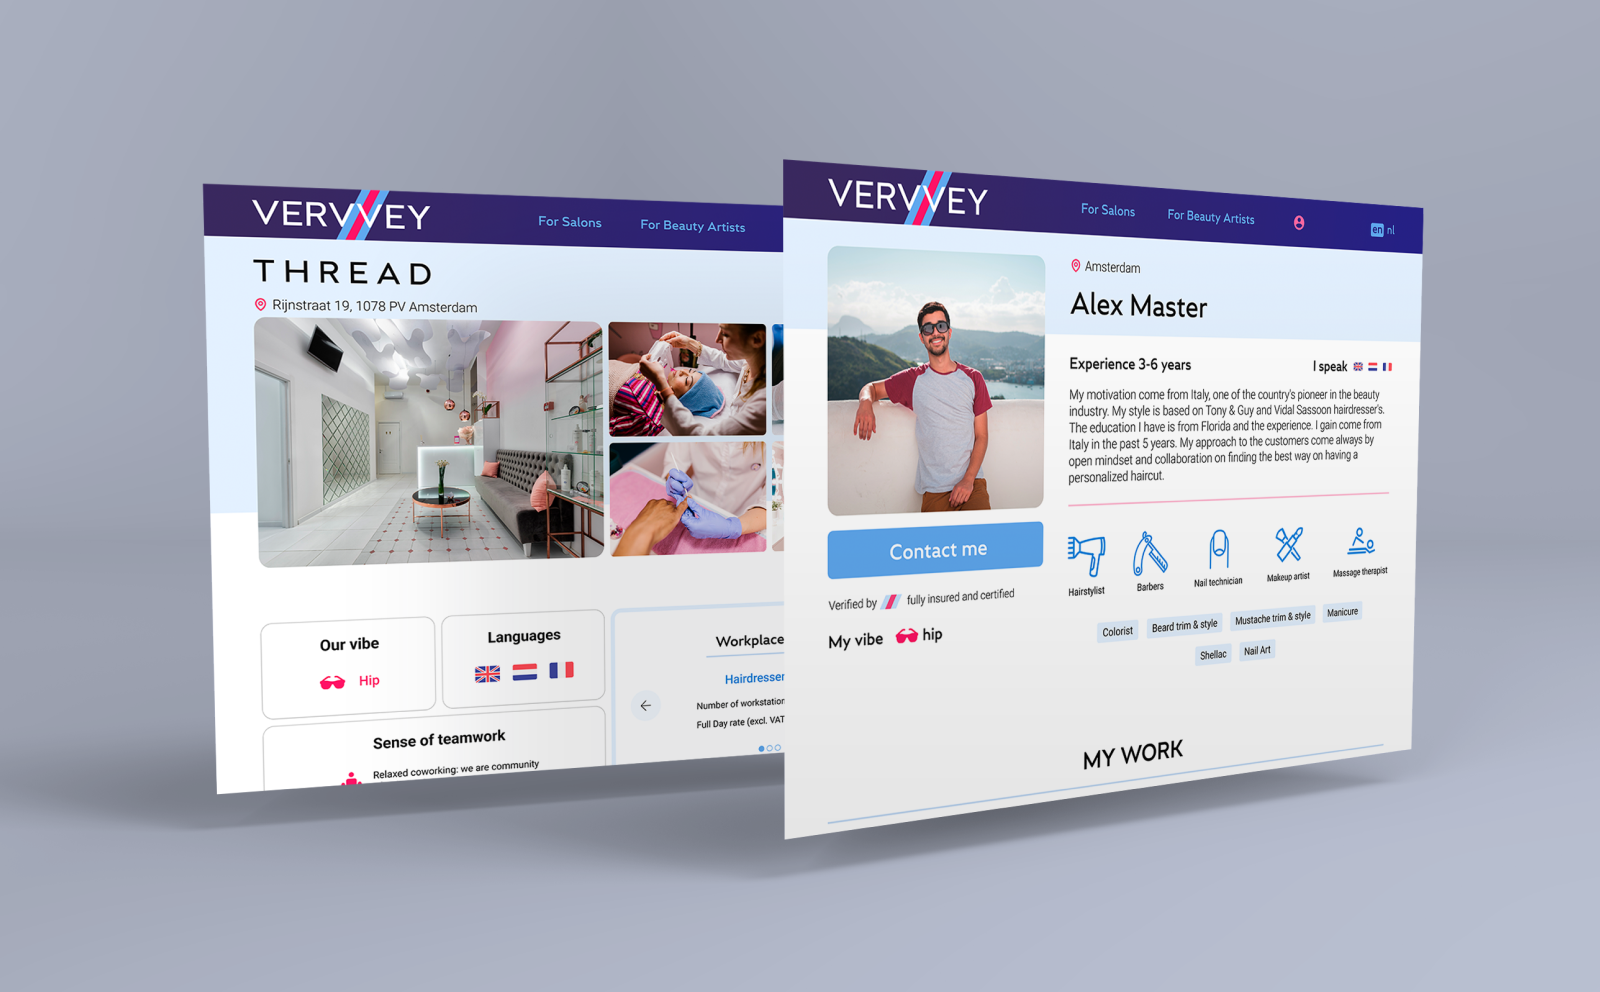 VERVVEY
For Salons
For Beauty Artists
THREAD
Rijnstraat 19, 1078 PV Amsterdam
Our vibe
Hip
Languages
Sense of teamwork
Relaxed coworking: we are community
Workplace
Hairdresser
Number of workstation
Full Day rate (excl. VAT
VERVVEY
For Salons
For Beauty Artists
en nl
Amsterdam
Alex Master
Experience 3-6 years
I speak
My motivation come from Italy, one of the country's pioneer in the beauty
industry. My style is based on Tony & Guy and Vidal Sassoon hairdresser's.
The education I have is from Florida and the experience. I gain come from
Italy in the past 5 years. My approach to the customers come always by
open mindset and collaboration on finding the best way on having a
personalized haircut.
Contact me
Verified by fully insured and certified
My vibe hip
Hairstylist
Barbers
Nail technician
Makeup artist
Massage therapist
Colorist
Beard trim & style
Mustache trim & style
Manicure
Shellac
Nail Art
MY WORK